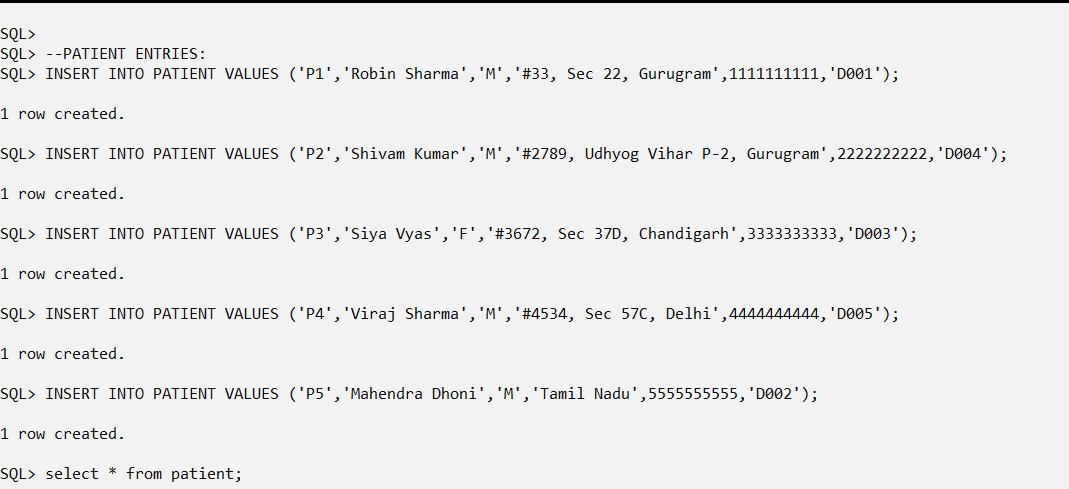 SQL>
SQL> --PATIENT ENTRIES:
SQL> INSERT INTO PATIENT VALUES ('P1','Robin Sharma','M','#33, Sec 22, Gurugram',1111111111,'D001');
1 row created.
SQL> INSERT INTO PATIENT VALUES ('P2','Shivam Kumar','M','#2789, Udhyog Vihar P-2, Gurugram',2222222222,'D004');
1 row created.
SQL> INSERT INTO PATIENT VALUES ('P3','Siya Vyas','F','#3672, Sec 37D, Chandigarh',3333333333,'D003');
1 row created.
SQL> INSERT INTO PATIENT VALUES ('P4','Viraj Sharma','M','#4534, Sec 57C, Delhi',4444444444,'D005');
1 row created.
SQL> INSERT INTO PATIENT VALUES ('P5','Mahendra Dhoni','M','Tamil Nadu',5555555555,'D002');
1 row created.
SQL> select * from patient;